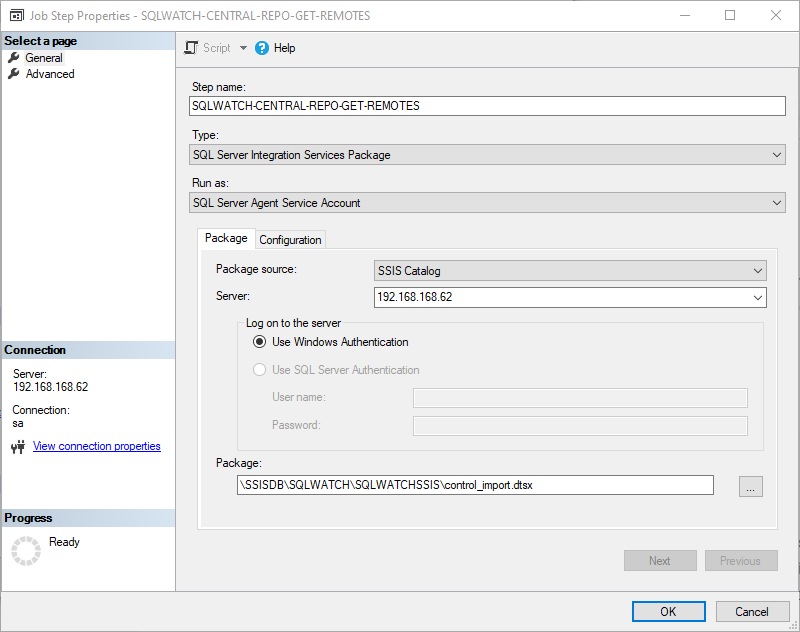 Job Step Properties - SQLWATCH-CENTRAL-REPO-GET-REMOTES
Select a page
General
Advanced
Script
Help
Step name:
SQLWATCH-CENTRAL-REPO-GET-REMOTES
Type:
SQL Server Integration Services Package
Run as:
SQL Server Agent Service Account
Package
Configuration
Package source:
SSIS Catalog
Server:
192.168.168.62
Log on to the server
Use Windows Authentication
Use SQL Server Authentication
User name:
Password:
Package:
\SSISDB\SQLWATCH\SQLWATCHSSIS\control_import.dtsx
...
Connection
Server:
192.168.168.62
Connection:
sa
View connection properties
Progress
Ready
Next
Previous
OK
Cancel